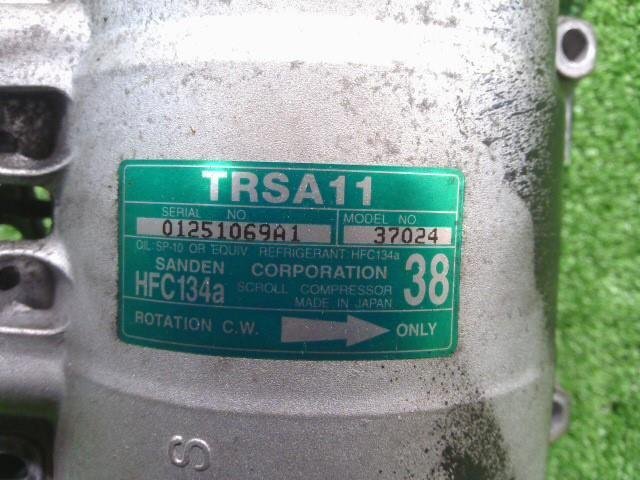 TRSA11
SERIAL NO. MODEL NO
01251069A1 37024
OIL: SP-10 OR EQUIV REFRIGERANT: HFC134a
SANDEN CORPORATION 38
HFC134a SCROLL COMPRESSOR
MADE IN JAPAN
ROTATION C.W. ONLY
S